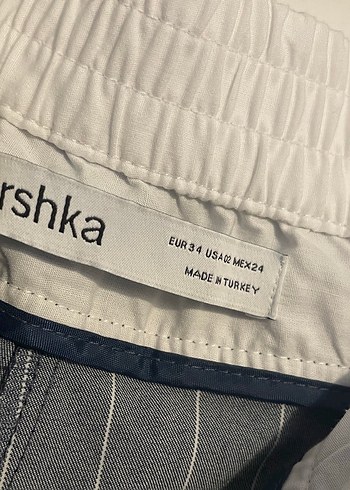 rshka
EUR 34 USA 02 MEX 24
MADE IN TURKEY